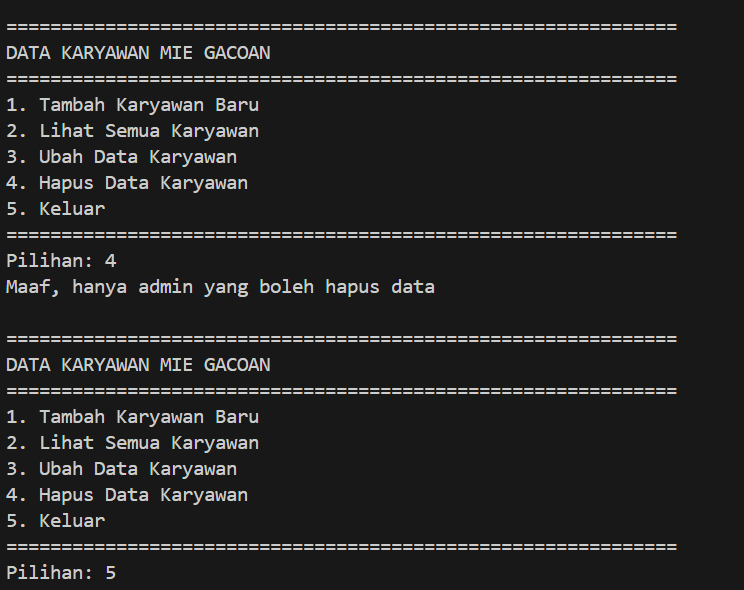 =============================================================
DATA KARYAWAN MIE GACOAN
=============================================================
1. Tambah Karyawan Baru
2. Lihat Semua Karyawan
3. Ubah Data Karyawan
4. Hapus Data Karyawan
5. Keluar
=============================================================
Pilihan: 4
Maaf, hanya admin yang boleh hapus data
=============================================================
DATA KARYAWAN MIE GACOAN
=============================================================
1. Tambah Karyawan Baru
2. Lihat Semua Karyawan
3. Ubah Data Karyawan
4. Hapus Data Karyawan
5. Keluar
=============================================================
Pilihan: 5